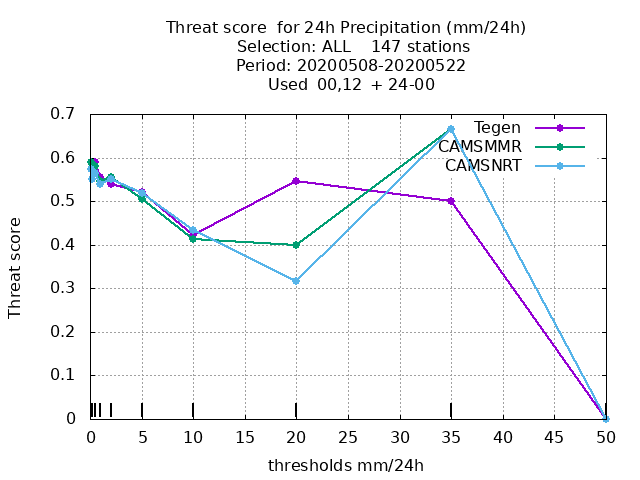 Threat score  for 24h Precipitation (mm/24h)
Selection: ALL    147 stations
Period: 20200508-20200522
Used  00,12  + 24-00
Tegen
CAMSMMR
CAMSNRT
Threat score
0.7
0.6
0.5
0.4
0.3
0.2
0.1
0
0 5 10 15 20 25 30 35 40 45 50
thresholds mm/24h